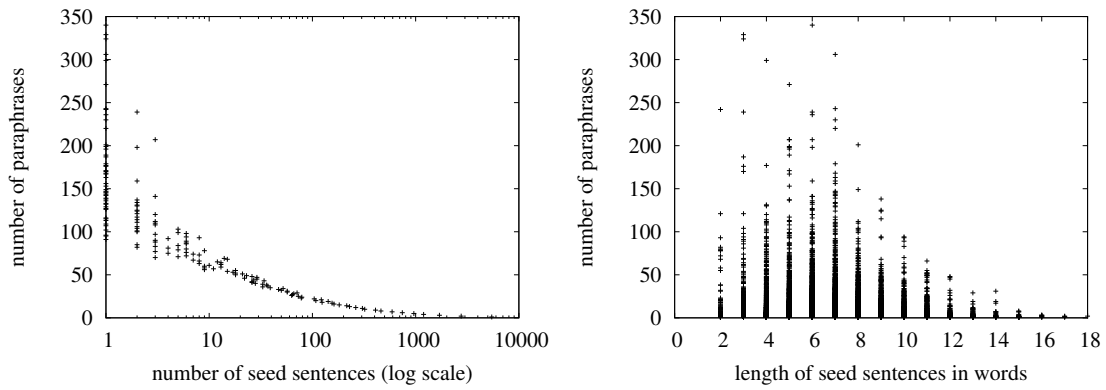 350
300
250
200
150
100
50
0
number of paraphrases
1 10 100 1000 10000
number of seed sentences (log scale)
350
300
250
200
150
100
50
0
number of paraphrases
0 2 4 6 8 10 12 14 16 18
length of seed sentences in words